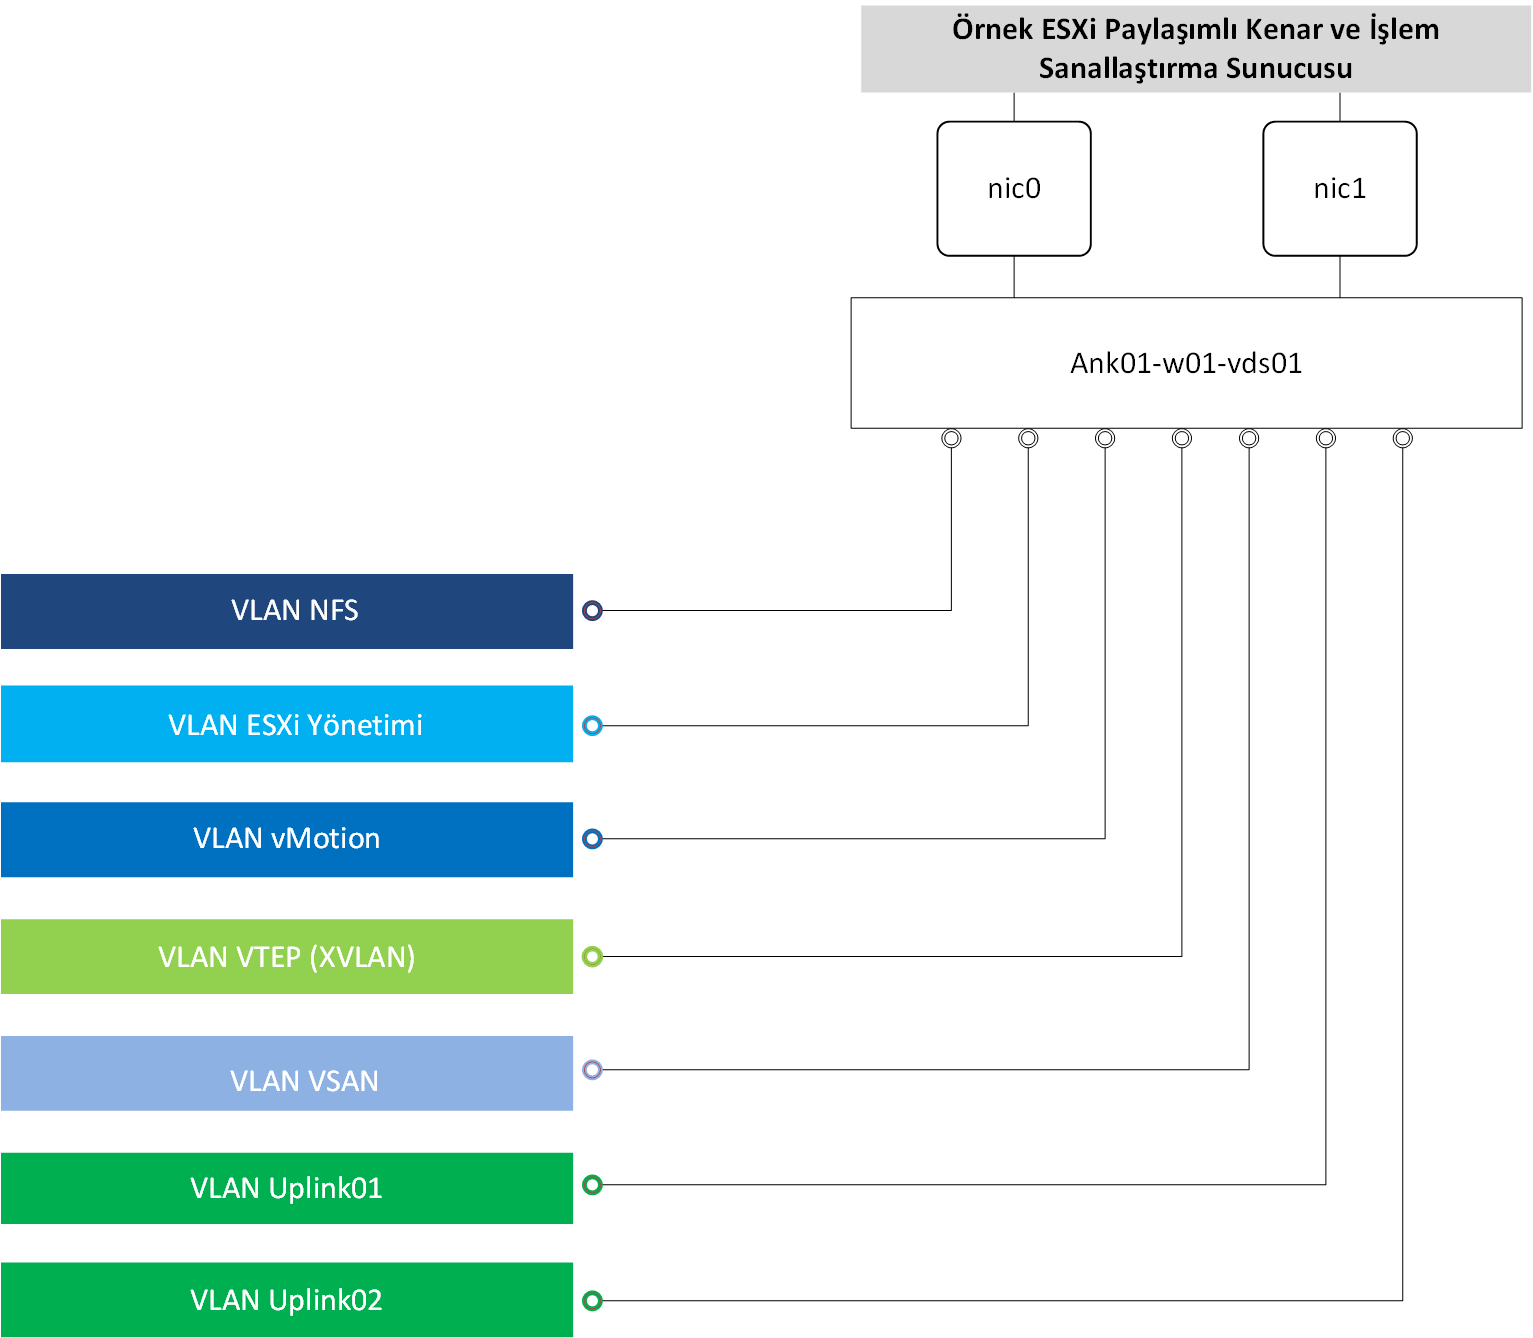 Örnek ESXi Paylaşımlı Kenar ve İşlem
Sanallaştırma Sunucusu
nic0
nic1
Ank01-w01-vds01
VLAN NFS
VLAN ESXi Yönetimi
VLAN vMotion
VLAN VTEP (XVLAN)
VLAN VSAN
VLAN Uplink01
VLAN Uplink02